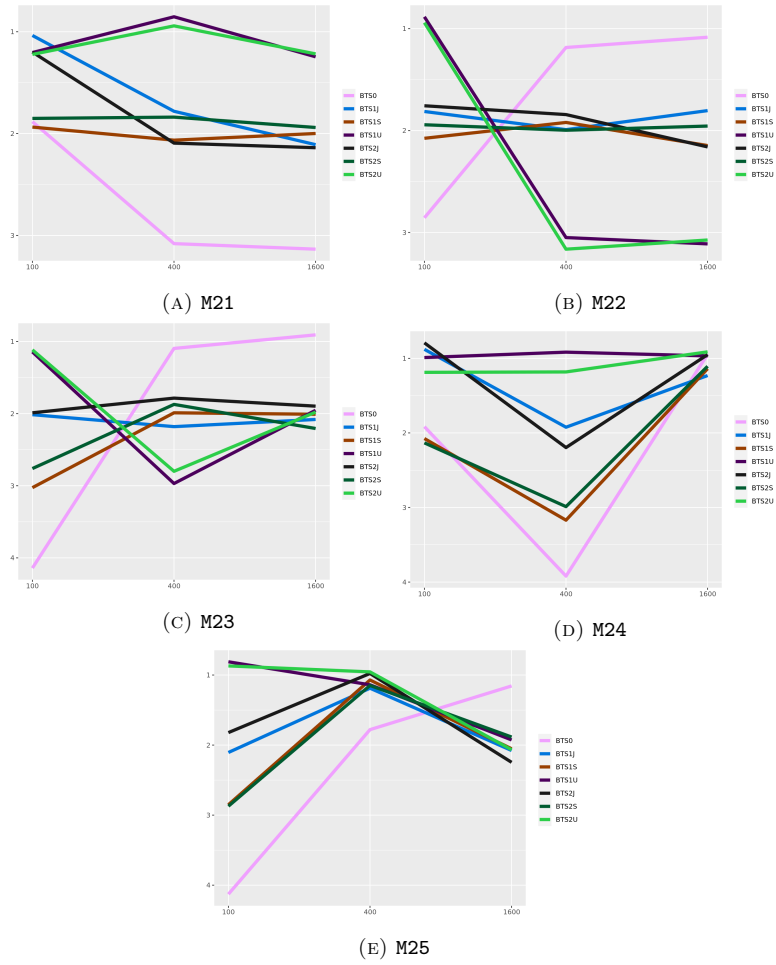 1
2
3
100
400
1600
BTS0
BTS1J
BTS1S
BTS1U
BTS2J
BTS2S
BTS2U
(A) M21
1
2
3
100
400
1600
BTS0
BTS1J
BTS1S
BTS1U
BTS2J
BTS2S
BTS2U
(B) M22
1
2
3
4
100
400
1600
BTS0
BTS1J
BTS1S
BTS1U
BTS2J
BTS2S
BTS2U
(C) M23
1
2
3
4
100
400
1600
BTS0
BTS1J
BTS1S
BTS1U
BTS2J
BTS2S
BTS2U
(D) M24
1
2
3
4
100
400
1600
BTS0
BTS1J
BTS1S
BTS1U
BTS2J
BTS2S
BTS2U
(E) M25